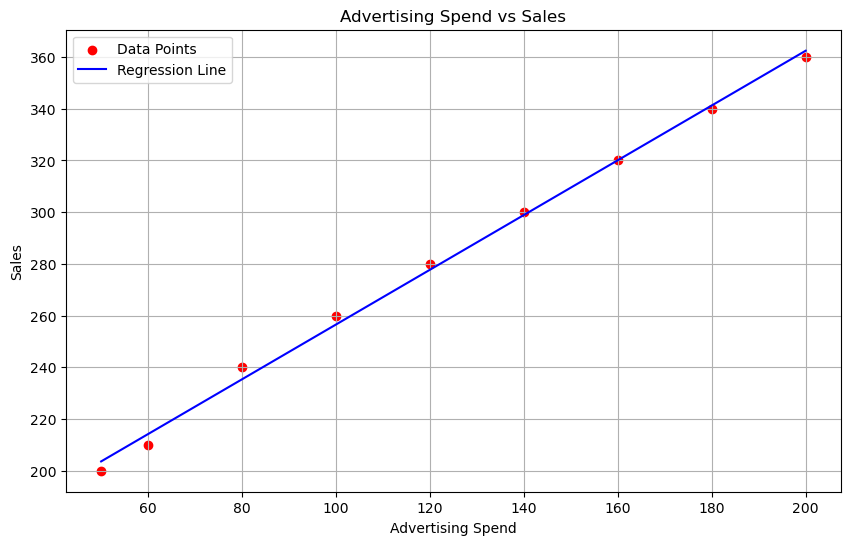 Advertising Spend vs Sales
Data Points
Regression Line
360
340
320
300
280
260
240
220
200
Sales
60 80 100 120 140 160 180 200
Advertising Spend